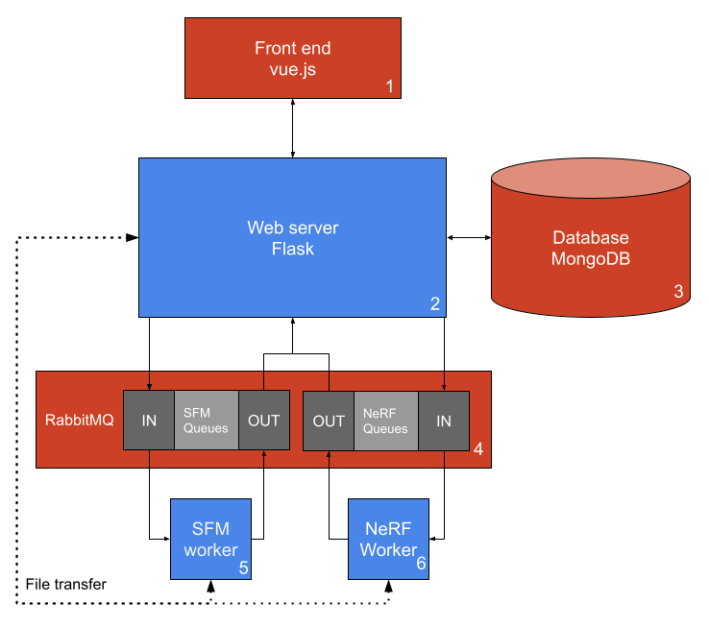 Front end
vue.js
1
Web server
Flask
2
Database
MongoDB
3
RabbitMQ
IN
SFM
Queues
OUT
OUT
NeRF
Queues
IN
4
SFM
worker
5
NeRF
Worker
6
File transfer